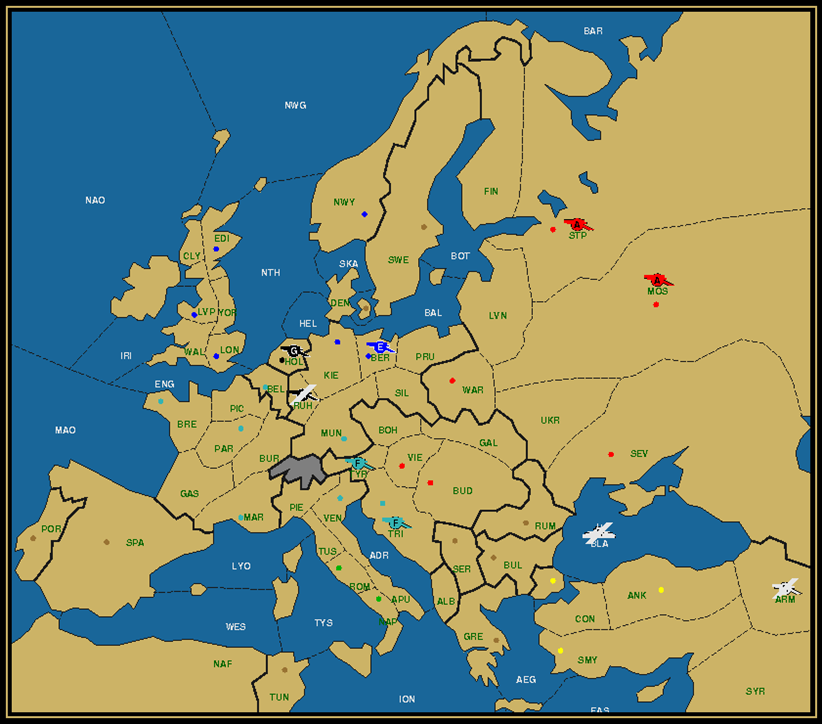 BAR
NWG
NAO
FIN
NWY
STP
EDI
CLY
SWE
BOT
SKA
NTH
MOS
DEN
BAL
LVN
LVP YOR
HEL
IRI
WAL LON
HOL
BER
PRU
KIE
ENG
BEL
RUH
SIL
WAR
PIC
BRE
UKR
MUN
BOH
GAL
PAR
MAO
BUR
VIE
SEV
BUD
GAS
PIE
VEN
MAR
POR
RUM
TRI
SPA
BLA
TUS
ADR
LYO
SER
BUL
ROM
APU
ALB
ANK
ARM
CON
NAP
WES
TYS
GRE
NAF
SMY
AEG
TUN
ION
SYR
EAS